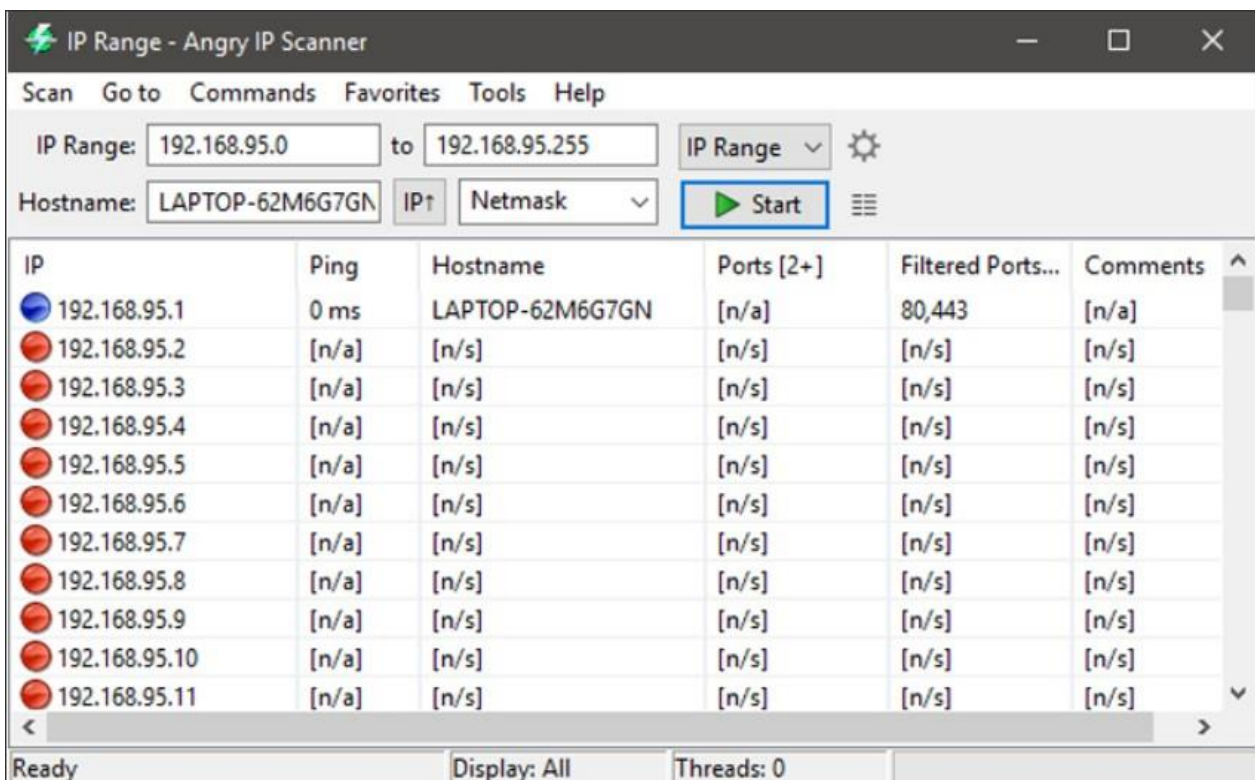 IP Range - Angry IP Scanner
Scan Go to Commands Favorites Tools Help
IP Range: 192.168.95.0 to 192.168.95.255 IP Range
Hostname: LAPTOP-62M6G7GN IP↑ Netmask Start
IP Ping Hostname Ports [2+] Filtered Ports... Comments
192.168.95.1 0 ms LAPTOP-62M6G7GN [n/a] 80,443 [n/a]
192.168.95.2 [n/a] [n/s] [n/s] [n/s] [n/s]
192.168.95.3 [n/a] [n/s] [n/s] [n/s] [n/s]
192.168.95.4 [n/a] [n/s] [n/s] [n/s] [n/s]
192.168.95.5 [n/a] [n/s] [n/s] [n/s] [n/s]
192.168.95.6 [n/a] [n/s] [n/s] [n/s] [n/s]
192.168.95.7 [n/a] [n/s] [n/s] [n/s] [n/s]
192.168.95.8 [n/a] [n/s] [n/s] [n/s] [n/s]
192.168.95.9 [n/a] [n/s] [n/s] [n/s] [n/s]
192.168.95.10 [n/a] [n/s] [n/s] [n/s] [n/s]
192.168.95.11 [n/a] [n/s] [n/s] [n/s] [n/s]
Ready Display: All Threads: 0